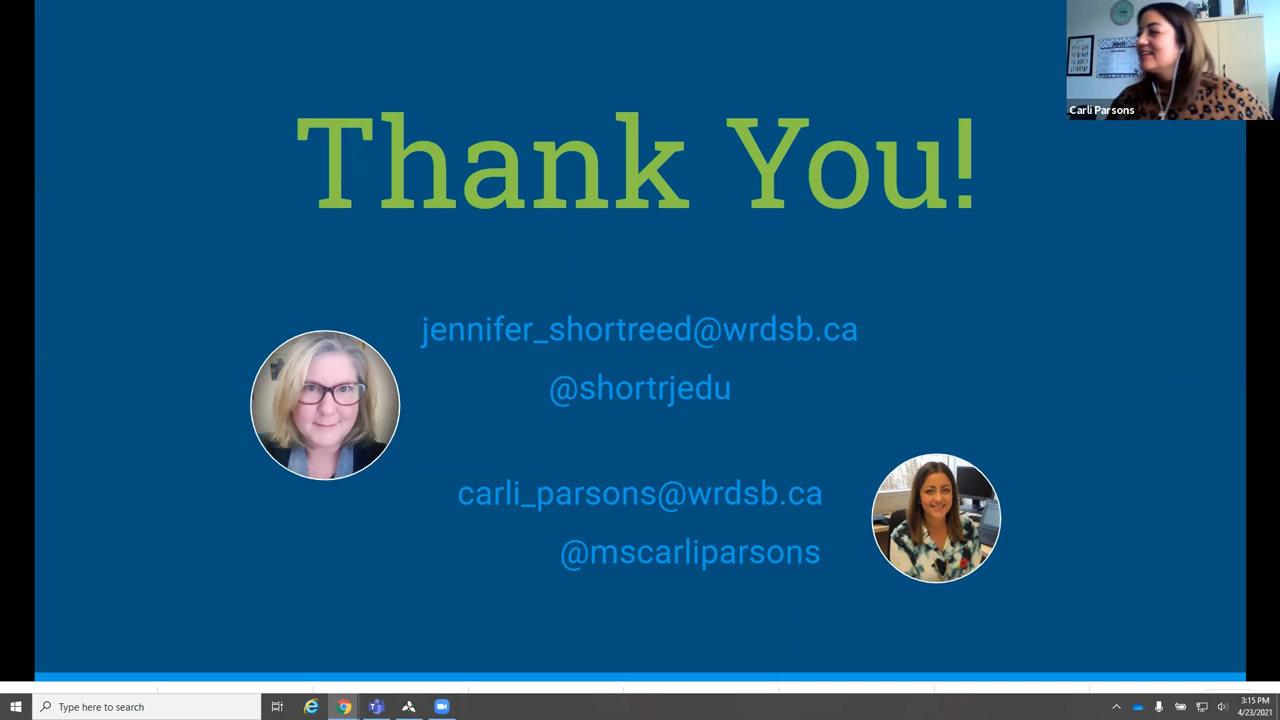 Thank You!
Carli Parsons
jennifer_shortreed@wrdsb.ca
@shortrjedu
carli_parsons@wrdsb.ca
@mscarliparsons
Type here to search
3:15 PM
4/23/2021